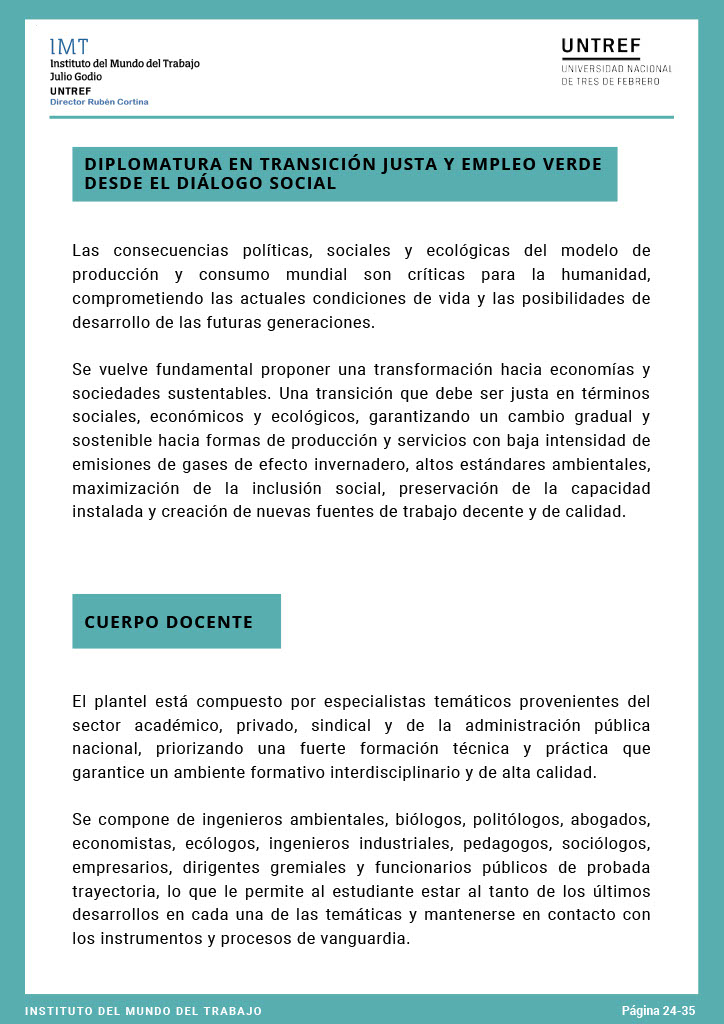 IMT
Instituto del Mundo del Trabajo
Julio Godio
UNTREF
Director Rubén Cortina
UNTREF
UNIVERSIDAD NACIONAL
DE TRES DE FEBRERO
DIPLOMATURA EN TRANSICIÓN JUSTA Y EMPLEO VERDE
DESDE EL DIÁLOGO SOCIAL
Las consecuencias políticas, sociales y ecológicas del modelo de
producción y consumo mundial son críticas para la humanidad,
comprometiendo las actuales condiciones de vida y las posibilidades de
desarrollo de las futuras generaciones.
Se vuelve fundamental proponer una transformación hacia economías y
sociedades sustentables. Una transición que debe ser justa en términos
sociales, económicos y ecológicos, garantizando un cambio gradual y
sostenible hacia formas de producción y servicios con baja intensidad de
emisiones de gases de efecto invernadero, altos estándares ambientales,
maximización de la inclusión social, preservación de la capacidad
instalada y creación de nuevas fuentes de trabajo decente y de calidad.
CUERPO DOCENTE
El plantel está compuesto por especialistas temáticos provenientes del
sector académico, privado, sindical y de la administración pública
nacional, priorizando una fuerte formación técnica y práctica que
garantice un ambiente formativo interdisciplinario y de alta calidad.
Se compone de ingenieros ambientales, biólogos, politólogos, abogados,
economistas, ecólogos, ingenieros industriales, pedagogos, sociólogos,
empresarios, dirigentes gremiales y funcionarios públicos de probada
trayectoria, lo que le permite al estudiante estar al tanto de los últimos
desarrollos en cada una de las temáticas y mantenerse en contacto con
los instrumentos y procesos de vanguardia.
INSTITUTO DEL MUNDO DEL TRABAJO
Página 24-35